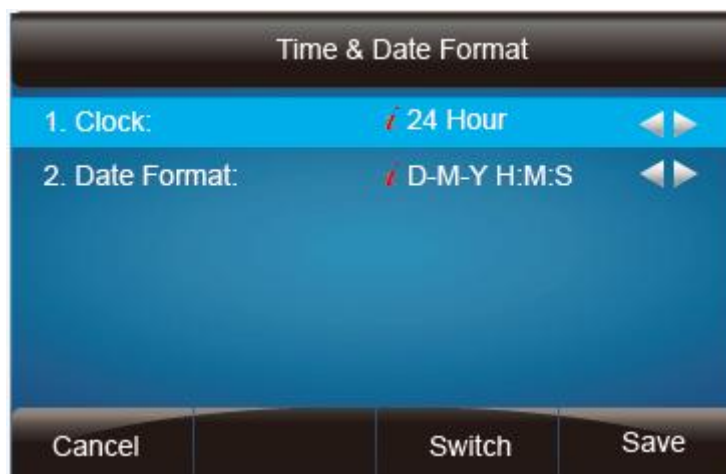 Time & Date Format
1. Clock: i 24 Hour
2. Date Format: i D-M-Y H:M:S
Cancel Switch Save